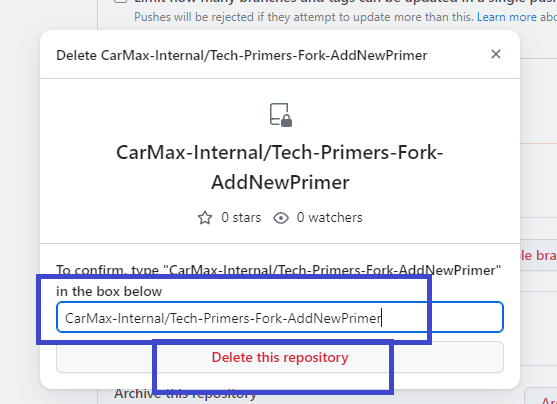 Limit how many branches and tags can be updated in a single push
Pushes will be rejected if they attempt to update more than this. Learn more abo
Delete CarMax-Internal/Tech-Primers-Fork-AddNewPrimer
CarMax-Internal/Tech-Primers-Fork-
AddNewPrimer
0 stars 0 watchers
To confirm, type "CarMax-Internal/Tech-Primers-Fork-AddNewPrimer"
in the box below
CarMax-Internal/Tech-Primers-Fork-AddNewPrimer
Delete this repository
le bra
Archive this repository
Ar